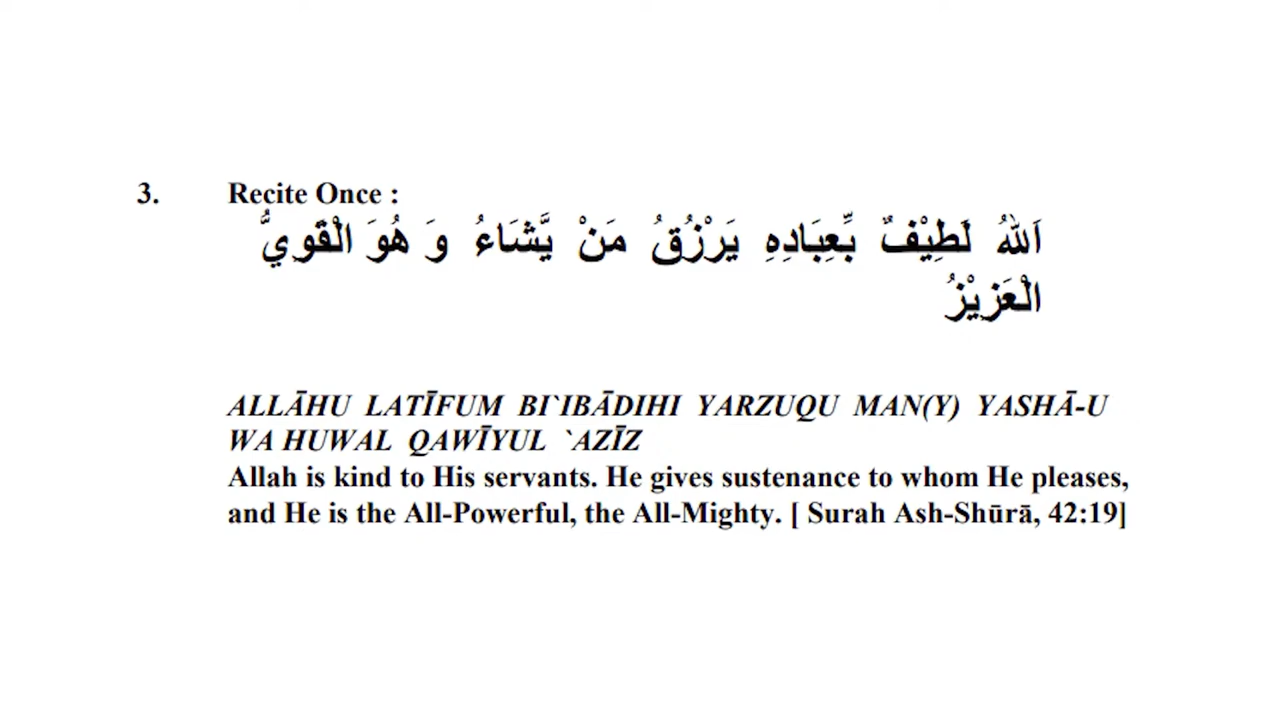 3. Recite Once :
اَللهُ لَطِيْفٌ بِّعِبَادِهِ يَرْزُقُ مَنْ يَّشَاءُ وَ هُوَ الْقَوِيُّ
الْعَزِيْزُ
ALLĀHU LATĪFUM BI`IBĀDIHI YARZUQU MAN(Y) YASHĀ-U
WA HUWAL QAWĪYUL `AZĪZ
Allah is kind to His servants. He gives sustenance to whom He pleases,
and He is the All-Powerful, the All-Mighty. [ Surah Ash-Shūrā, 42:19]